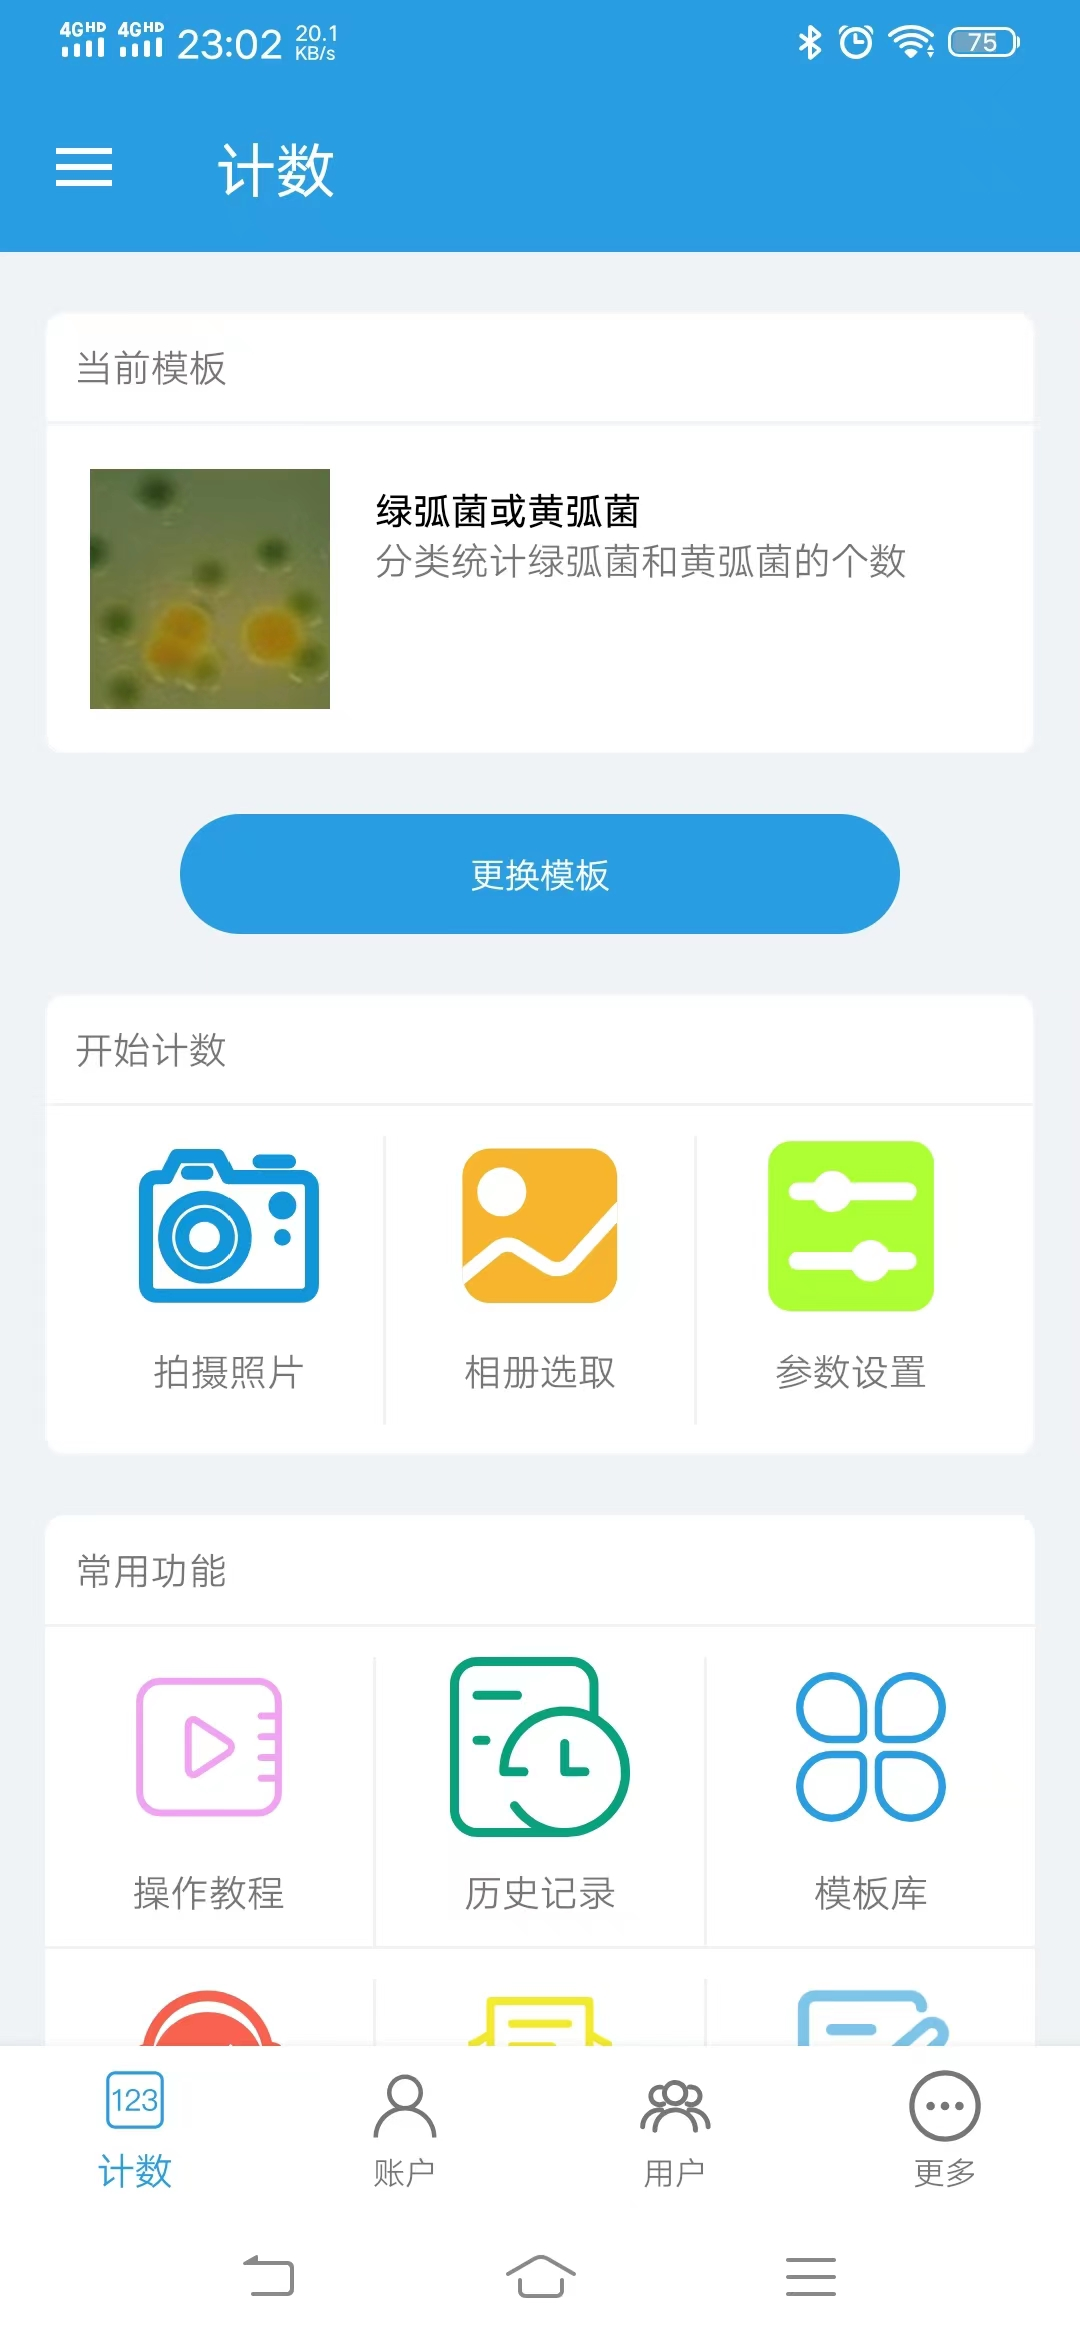 4GHD 4GHD 23:02 20.1 KB/s 75
计数
当前模板
绿弧菌或黄弧菌
分类统计绿弧菌和黄弧菌的个数
更换模板
开始计数
拍摄照片 相册选取 参数设置
常用功能
操作教程 历史记录 模板库
123
计数 账户 用户 更多